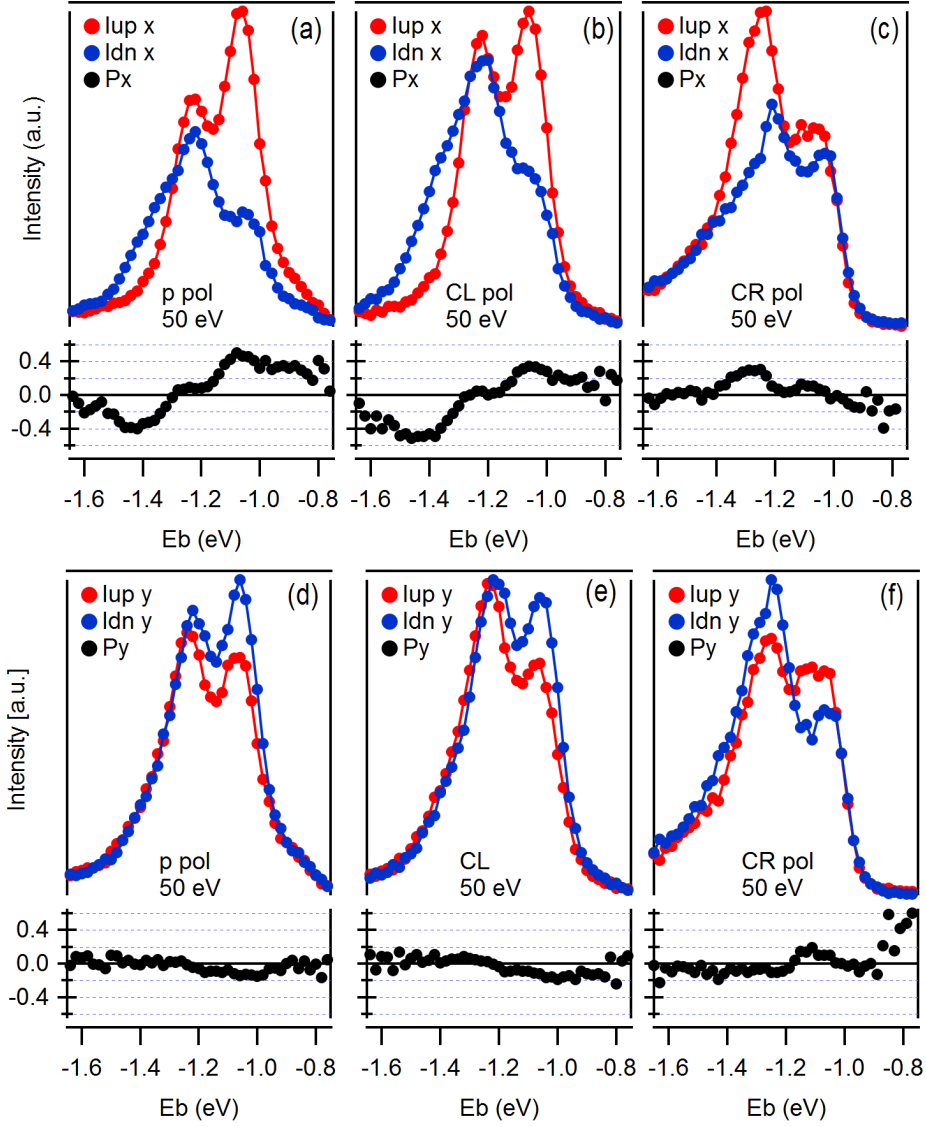 (a)
Iup x
Idn x
Px
p pol
50 eV
(b)
Iup x
Idn x
Px
CL pol
50 eV
(c)
Iup x
Idn x
Px
CR pol
50 eV
Intensity (a.u.)
0.4
0.0
-0.4
-1.6 -1.4 -1.2 -1.0 -0.8
-1.6 -1.4 -1.2 -1.0 -0.8
-1.6 -1.4 -1.2 -1.0 -0.8
Eb (eV)
Eb (eV)
Eb (eV)
(d)
Iup y
Idn y
Py
p pol
50 eV
(e)
Iup y
Idn y
Py
CL
50 eV
(f)
Iup y
Idn y
Py
CR pol
50 eV
Intensity [a.u.]
0.4
0.0
-0.4
-1.6 -1.4 -1.2 -1.0 -0.8
-1.6 -1.4 -1.2 -1.0 -0.8
-1.6 -1.4 -1.2 -1.0 -0.8
Eb (eV)
Eb (eV)
Eb (eV)